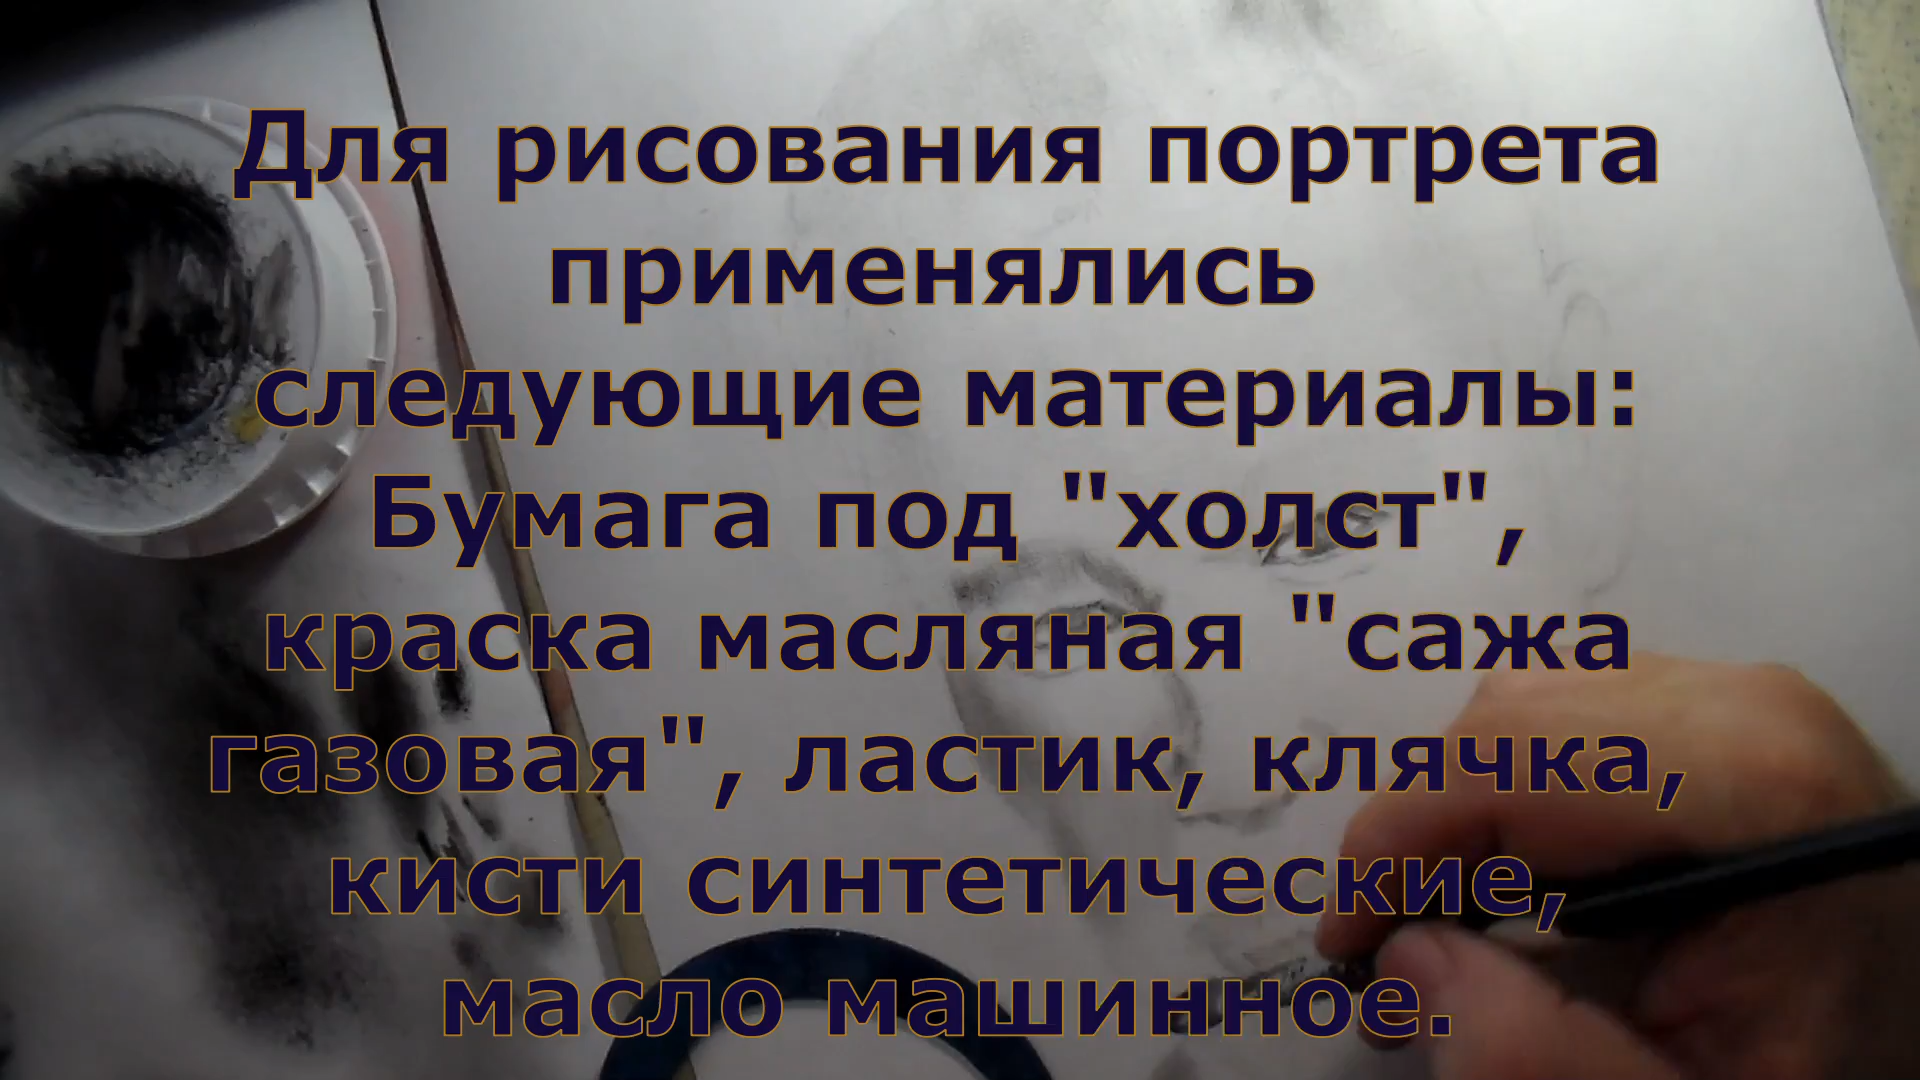 Для рисования портрета
применялись
следующие материалы:
Бумага под "холст",
краска масляная "сажа
газовая", ластик, клячка,
кисти синтетические,
масло машинное.